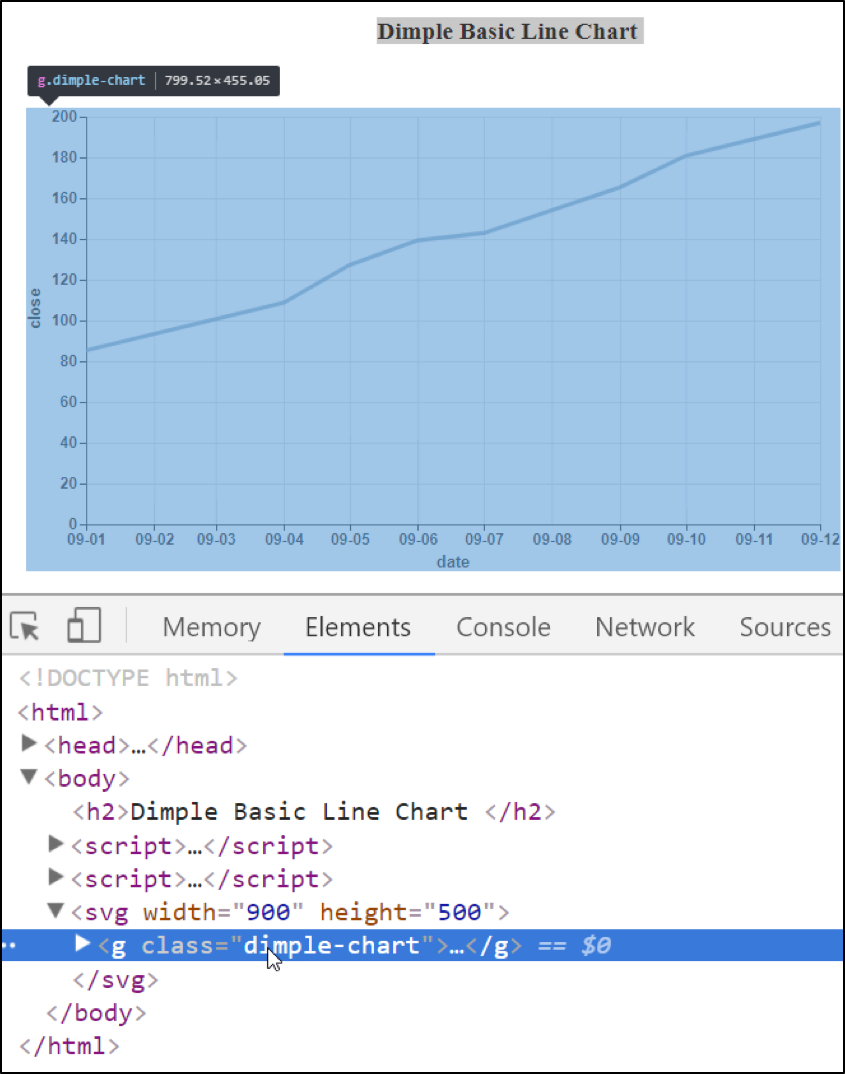 Dimple Basic Line Chart
g.dimple-chart | 799.52×455.05
200
180
160
140
120
100
80
60
40
20
0
close
09-01 09-02 09-03 09-04 09-05 09-06 09-07 09-08 09-09 09-10 09-11 09-12
date
Memory Elements Console Network Sources
<!DOCTYPE html>
<html>
▶<head>…</head>
▼<body>
<h2>Dimple Basic Line Chart </h2>
▶<script>…</script>
▶<script>…</script>
▼<svg width="900" height="500">
▶<g class="dimple-chart">…</g> == $0
</svg>
</body>
</html>